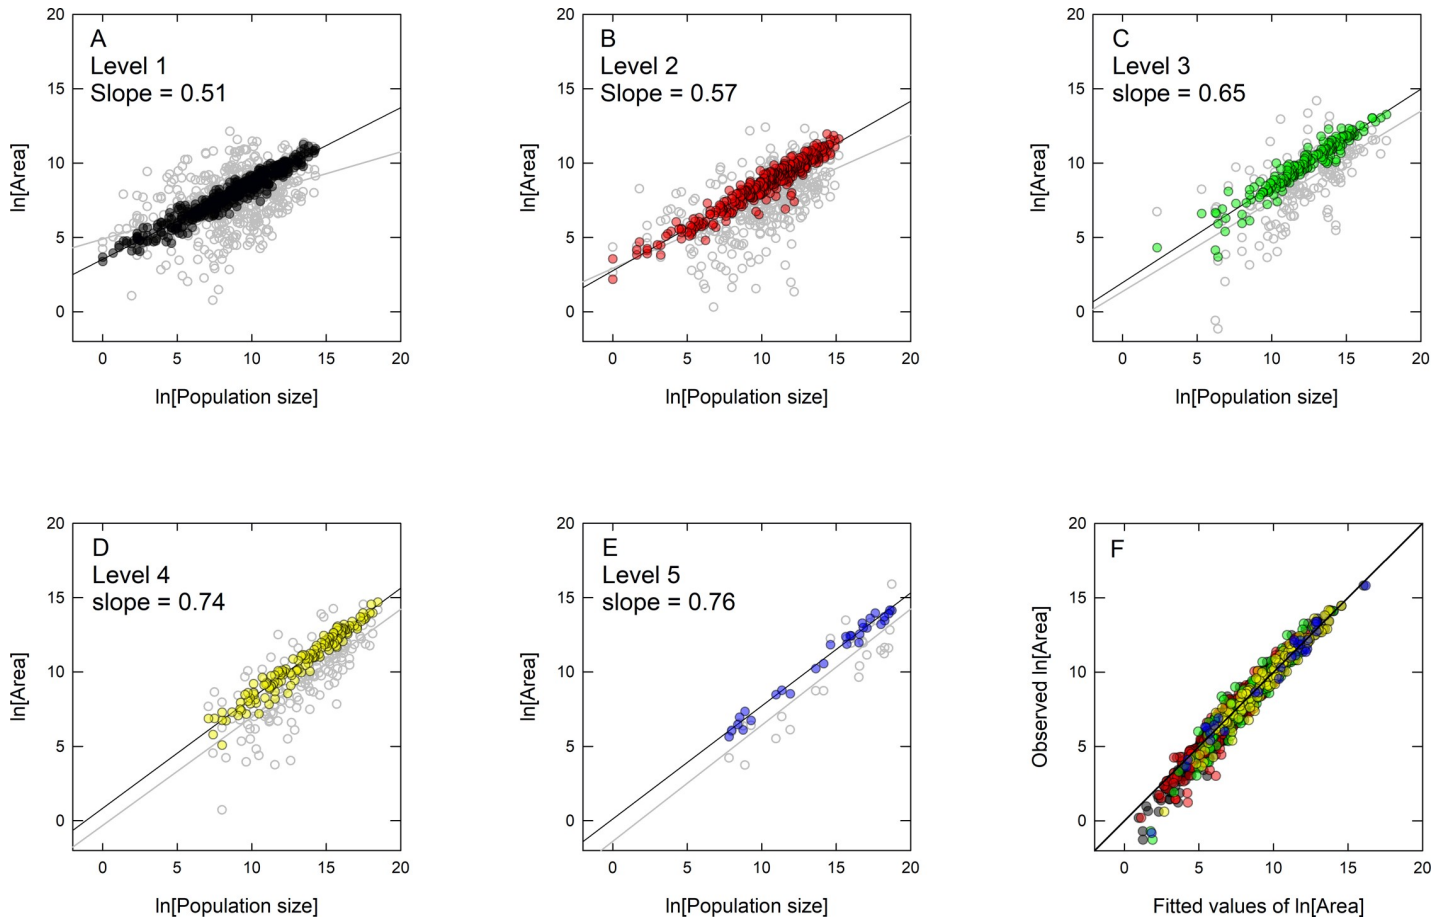 20
15
10
5
0
0 5 10 15 20
ln[Area]
ln[Population size]
A
Level 1
Slope = 0.51
20
15
10
5
0
0 5 10 15 20
ln[Area]
ln[Population size]
B
Level 2
Slope = 0.57
20
15
10
5
0
0 5 10 15 20
ln[Area]
ln[Population size]
C
Level 3
slope = 0.65
20
15
10
5
0
0 5 10 15 20
ln[Area]
ln[Population size]
D
Level 4
slope = 0.74
20
15
10
5
0
0 5 10 15 20
ln[Area]
ln[Population size]
E
Level 5
slope = 0.76
20
15
10
5
0
0 5 10 15 20
Observed ln[Area]
Fitted values of ln[Area]
F